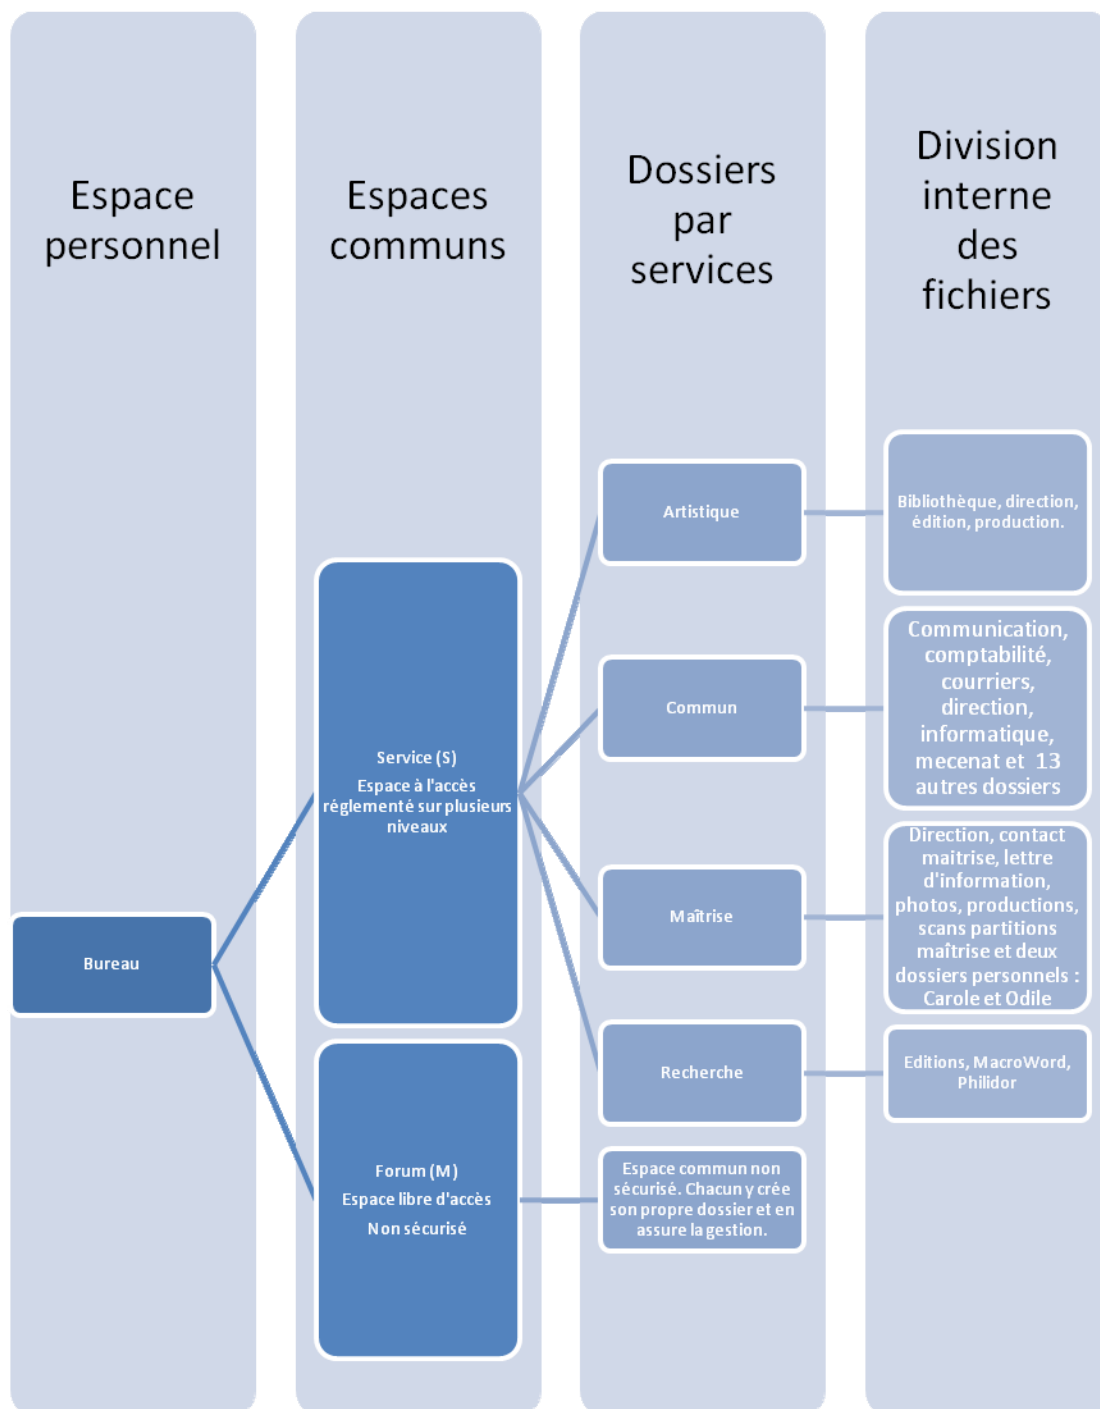 Espace
personnel
Espaces
communs
Dossiers
par
services
Division
interne
des
fichiers
Bureau
Service (S)
Espace à l'accès
réglementé sur plusieurs
niveaux
Forum (M)
Espace libre d'accès
Non sécurisé
Artistique
Commun
Maîtrise
Recherche
Espace commun non
sécurisé. Chacun y crée
son propre dossier et en
assure la gestion.
Bibliothèque, direction,
édition, production.
Communication,
comptabilité,
courriers,
direction,
informatique,
mecenat et 13
autres dossiers
Direction, contact
maitrise, lettre
d'information,
photos, productions,
scans partitions
maîtrise et deux
dossiers personnels :
Carole et Odile
Editions, MacroWord,
Philidor